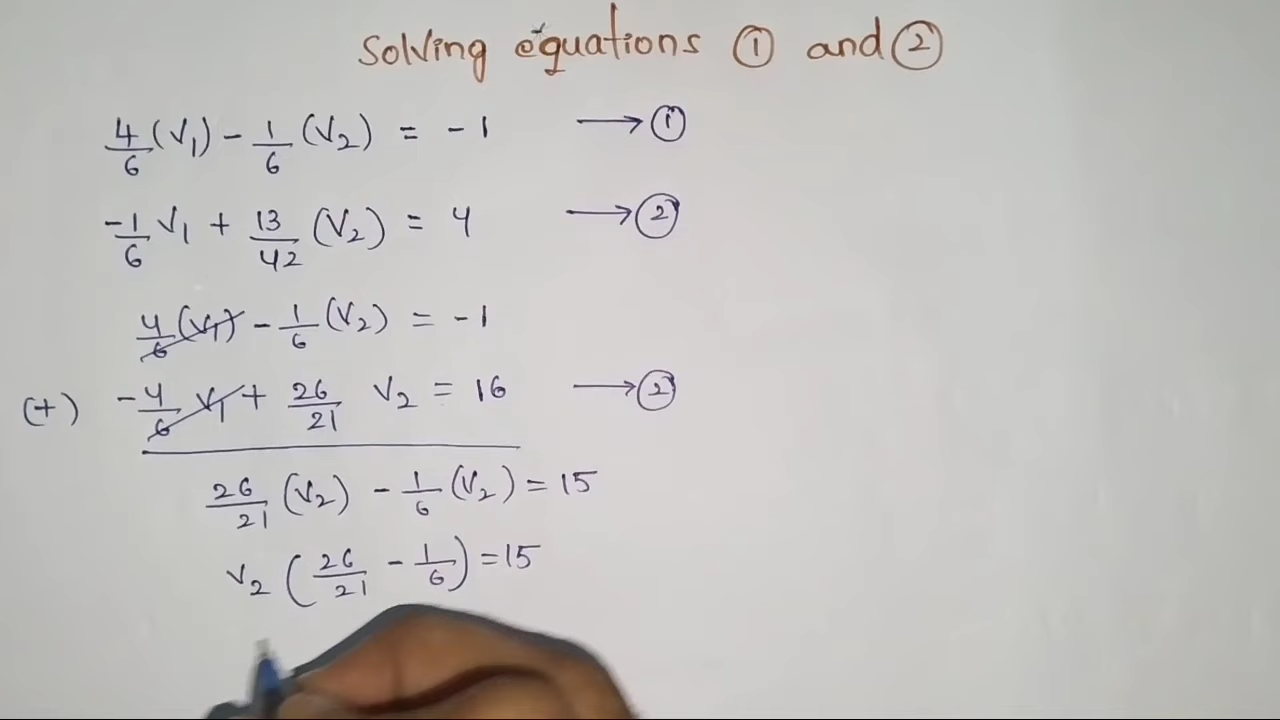 Solving equations ① and ②
4/6 (V₁) - 1/6 (V₂) = -1 → ①
-1/6 V₁ + 13/42 (V₂) = 4 → ②
4/6 (V₁) - 1/6 (V₂) = -1
(+) -4/6 V₁ + 26/21 V₂ = 16 → ②
26/21 (V₂) - 1/6 (V₂) = 15
V₂ (26/21 - 1/6) = 15